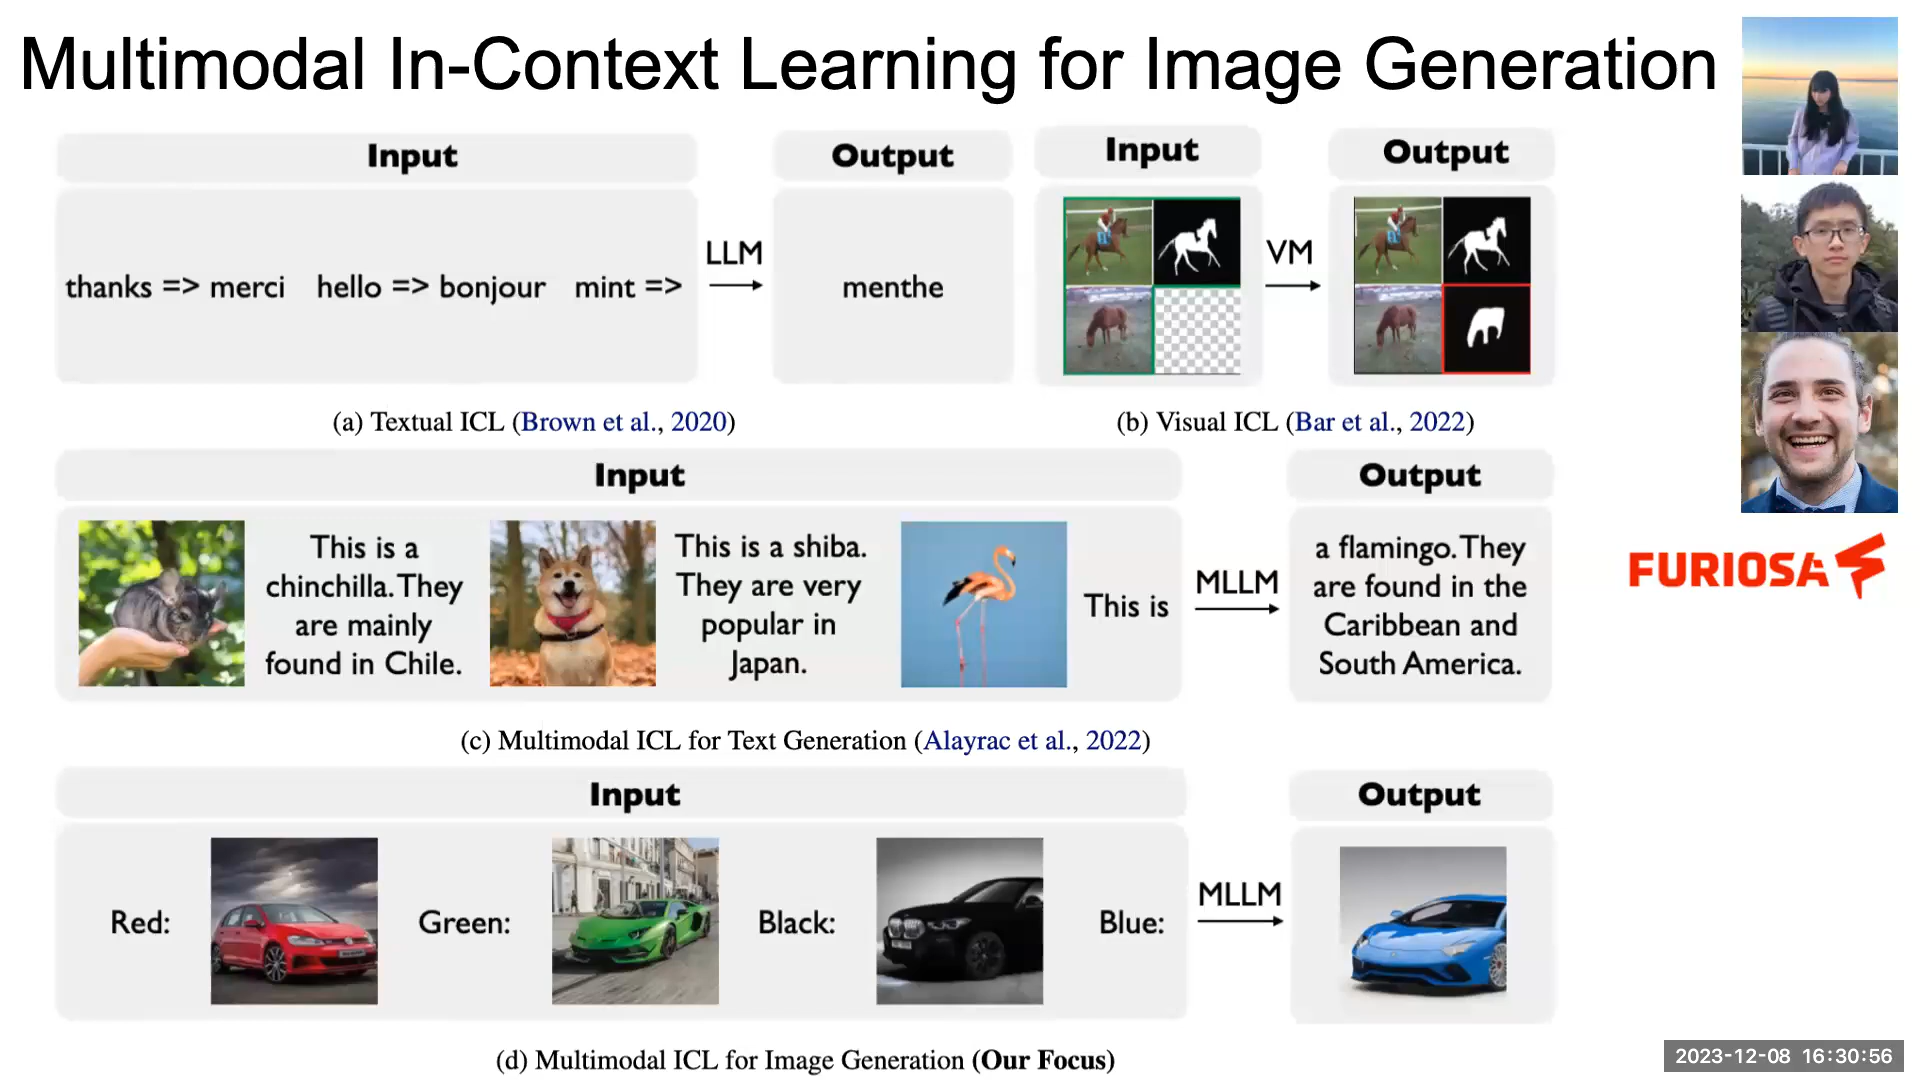 Multimodal In-Context Learning for Image Generation
Input
Output
thanks => merci hello => bonjour mint =>
LLM
menthe
(a) Textual ICL (Brown et al., 2020)
Input
Output
VM
(b) Visual ICL (Bar et al., 2022)
Input
Output
This is a
chinchilla. They
are mainly
found in Chile.
This is a shiba.
They are very
popular in
Japan.
This is
MLLM
a flamingo. They
are found in the
Caribbean and
South America.
(c) Multimodal ICL for Text Generation (Alayrac et al., 2022)
Input
Output
Red:
Green:
Black:
Blue:
MLLM
(d) Multimodal ICL for Image Generation (Our Focus)
FURIOSA
2023-12-08 16:30:56